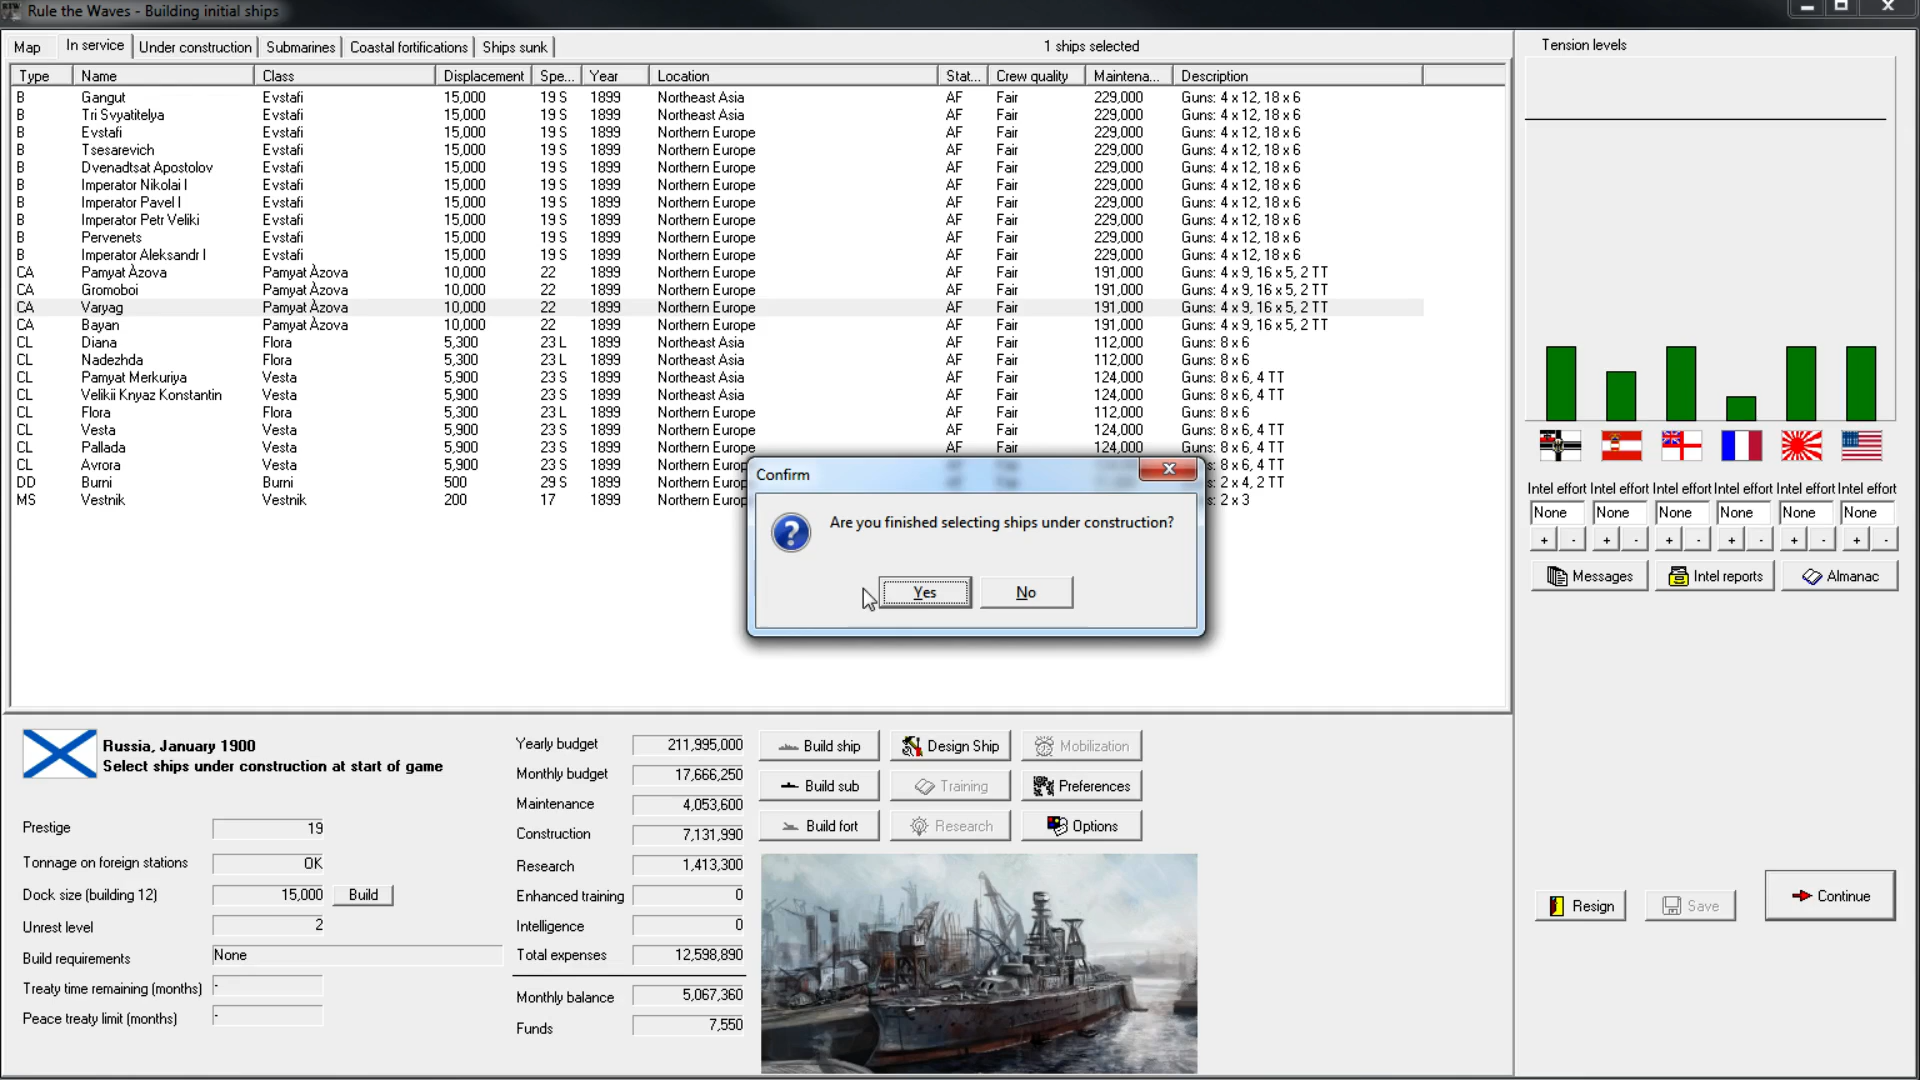 Rule the Waves - Building initial ships
Map In service Under construction Submarines Coastal fortifications Ships sunk 1 ships selected
Type Name Class Displacement Spe... Year Location Stat... Crew quality Maintena... Description
B Gangut Evstafi 15,000 19 S 1899 Northeast Asia AF Fair 229,000 Guns: 4 x 12, 18 x 6
B Tri Svyatitelya Evstafi 15,000 19 S 1899 Northeast Asia AF Fair 229,000 Guns: 4 x 12, 18 x 6
B Evstafi Evstafi 15,000 19 S 1899 Northern Europe AF Fair 229,000 Guns: 4 x 12, 18 x 6
B Tsesarevich Evstafi 15,000 19 S 1899 Northern Europe AF Fair 229,000 Guns: 4 x 12, 18 x 6
B Dvenadtsat Apostolov Evstafi 15,000 19 S 1899 Northern Europe AF Fair 229,000 Guns: 4 x 12, 18 x 6
B Imperator Nikolai I Evstafi 15,000 19 S 1899 Northern Europe AF Fair 229,000 Guns: 4 x 12, 18 x 6
B Imperator Pavel I Evstafi 15,000 19 S 1899 Northern Europe AF Fair 229,000 Guns: 4 x 12, 18 x 6
B Imperator Petr Veliki Evstafi 15,000 19 S 1899 Northern Europe AF Fair 229,000 Guns: 4 x 12, 18 x 6
B Pervenets Evstafi 15,000 19 S 1899 Northern Europe AF Fair 229,000 Guns: 4 x 12, 18 x 6
B Imperator Aleksandr I Evstafi 15,000 19 S 1899 Northern Europe AF Fair 229,000 Guns: 4 x 12, 18 x 6
CA Pamyat Àzova Pamyat Àzova 10,000 22 1899 Northern Europe AF Fair 191,000 Guns: 4 x 9, 16 x 5, 2 TT
CA Gromoboi Pamyat Àzova 10,000 22 1899 Northern Europe AF Fair 191,000 Guns: 4 x 9, 16 x 5, 2 TT
CA Varyag Pamyat Àzova 10,000 22 1899 Northern Europe AF Fair 191,000 Guns: 4 x 9, 16 x 5, 2 TT
CA Bayan Pamyat Àzova 10,000 22 1899 Northern Europe AF Fair 191,000 Guns: 4 x 9, 16 x 5, 2 TT
CL Diana Flora 5,300 23 L 1899 Northeast Asia AF Fair 112,000 Guns: 8 x 6
CL Nadezhda Flora 5,300 23 L 1899 Northeast Asia AF Fair 112,000 Guns: 8 x 6
CL Pamyat Merkuriya Vesta 5,900 23 S 1899 Northeast Asia AF Fair 124,000 Guns: 8 x 6, 4 TT
CL Velikii Knyaz Konstantin Vesta 5,900 23 S 1899 Northeast Asia AF Fair 124,000 Guns: 8 x 6, 4 TT
CL Flora Flora 5,300 23 L 1899 Northern Europe AF Fair 112,000 Guns: 8 x 6
CL Vesta Vesta 5,900 23 S 1899 Northern Europe AF Fair 124,000 Guns: 8 x 6, 4 TT
CL Pallada Vesta 5,900 23 S 1899 Northern Europe AF Fair 124,000 Guns: 8 x 6, 4 TT
CL Avrora Vesta 5,900 23 S 1899 Northern Europ s: 8 x 6, 4 TT
DD Burni Burni 500 29 S 1899 Northern Europ s: 2 x 4, 2 TT
MS Vestnik Vestnik 200 17 1899 Northern Europ s: 2 x 3
Confirm
Are you finished selecting ships under construction?
Yes No
Tension levels
Intel effort Intel effort Intel effort Intel effort Intel effort Intel effort
None None None None None None
+ - + - + - + - + - + -
Messages Intel reports Almanac
Resign Save Continue
Russia, January 1900
Select ships under construction at start of game
Prestige 19
Tonnage on foreign stations OK
Dock size (building 12) 15,000 Build
Unrest level 2
Build requirements None
Treaty time remaining (months) -
Peace treaty limit (months) -
Yearly budget 211,995,000
Monthly budget 17,666,250
Maintenance 4,053,600
Construction 7,131,990
Research 1,413,300
Enhanced training 0
Intelligence 0
Total expenses 12,598,890
Monthly balance 5,067,360
Funds 7,550
Build ship Design Ship Mobilization
Build sub Training Preferences
Build fort Research Options